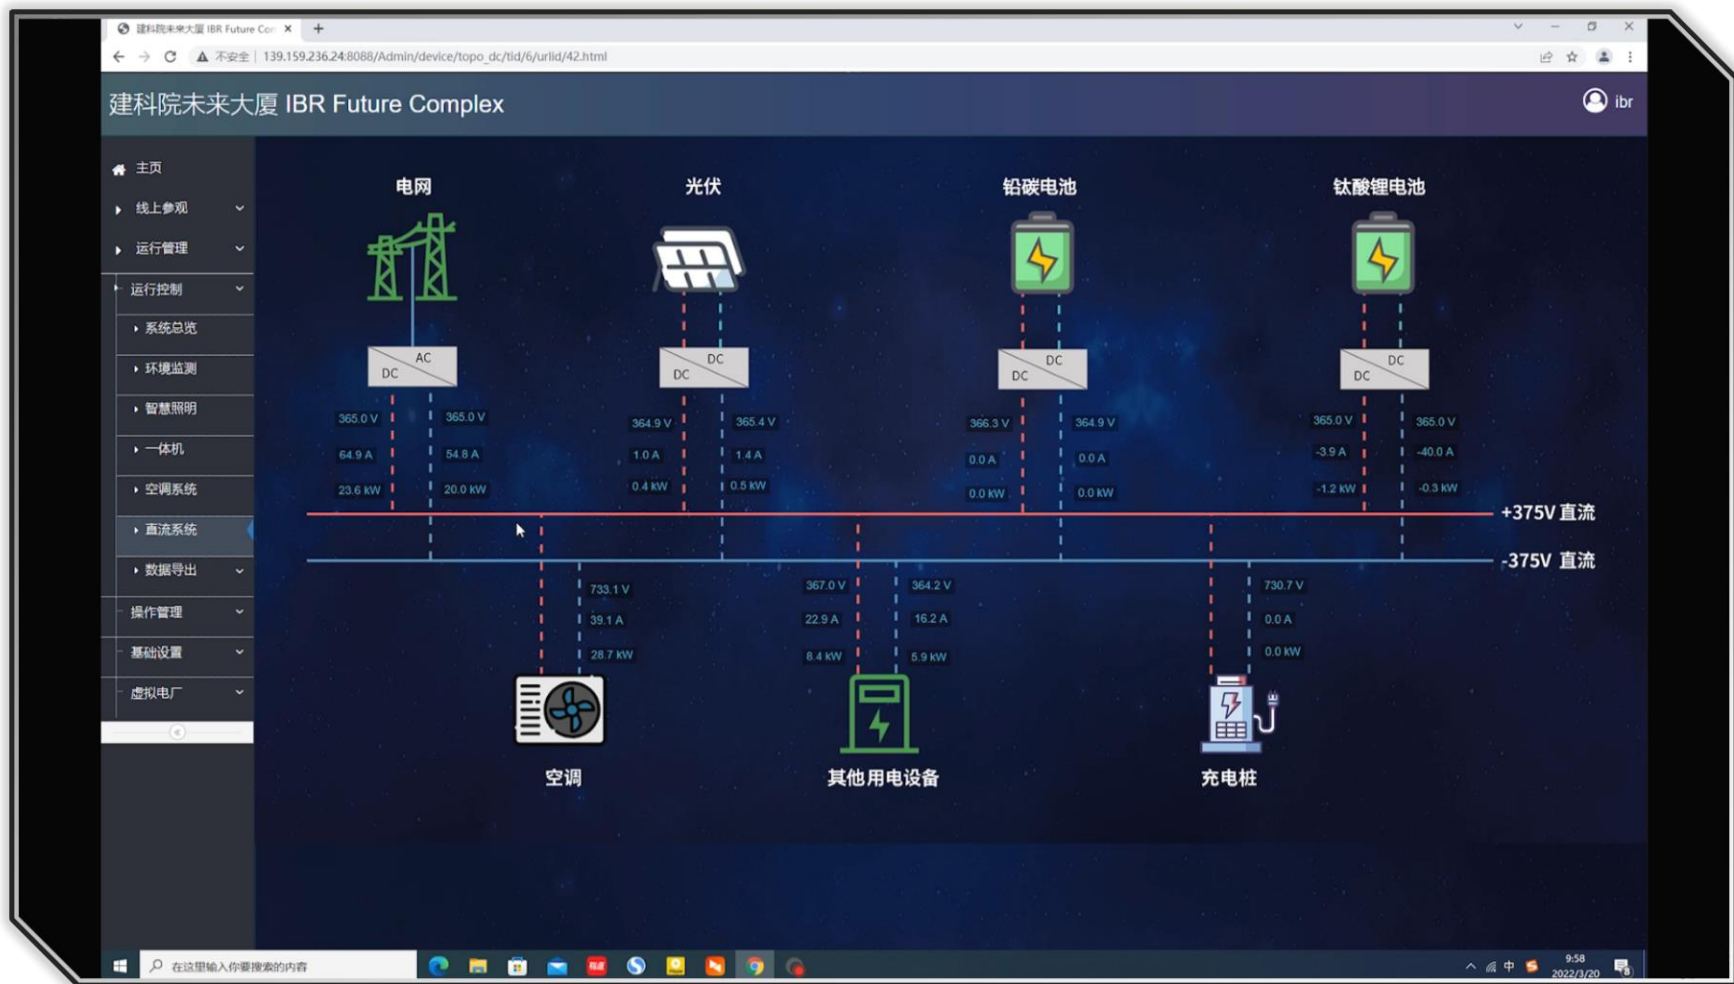 建科院未来大厦 IBR Future Con
不安全 139.159.236.24:8088/Admin/device/topo_dc/tid/6/urlid/42.html
建科院未来大厦 IBR Future Complex
ibr
主页
线上参观
运行管理
运行控制
系统总览
环境监测
智慧照明
一体机
空调系统
直流系统
数据导出
操作管理
基础设置
虚拟电厂
电网
光伏
铅碳电池
钛酸锂电池
AC
DC
DC
DC
DC
DC
DC
DC
365.0 V
365.0 V
364.9 V
365.4 V
366.3 V
364.9 V
365.0 V
365.0 V
64.9 A
54.8 A
1.0 A
1.4 A
0.0 A
0.0 A
-3.9 A
-40.0 A
23.6 kW
20.0 kW
0.4 kW
0.5 kW
0.0 kW
0.0 kW
-1.2 kW
-0.3 kW
+375V 直流
-375V 直流
733.1 V
367.0 V
364.2 V
730.7 V
39.1 A
22.9 A
16.2 A
0.0 A
28.7 kW
8.4 kW
5.9 kW
0.0 kW
空调
其他用电设备
充电桩
在这里输入你要搜索的内容
中
9:58
2022/3/20